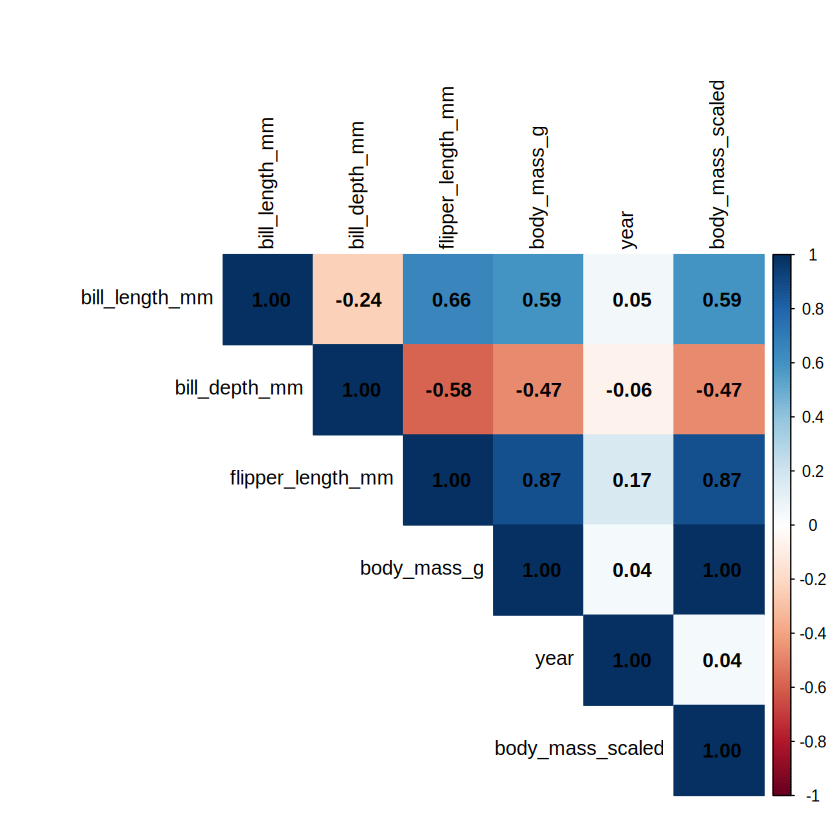 bill_length_mm
bill_depth_mm
flipper_length_mm
body_mass_g
year
body_mass_scaled
bill_length_mm 1.00 -0.24 0.66 0.59 0.05 0.59
bill_depth_mm 1.00 -0.58 -0.47 -0.06 -0.47
flipper_length_mm 1.00 0.87 0.17 0.87
body_mass_g 1.00 0.04 1.00
year 1.00 0.04
body_mass_scaled 1.00
1
0.8
0.6
0.4
0.2
0
-0.2
-0.4
-0.6
-0.8
-1